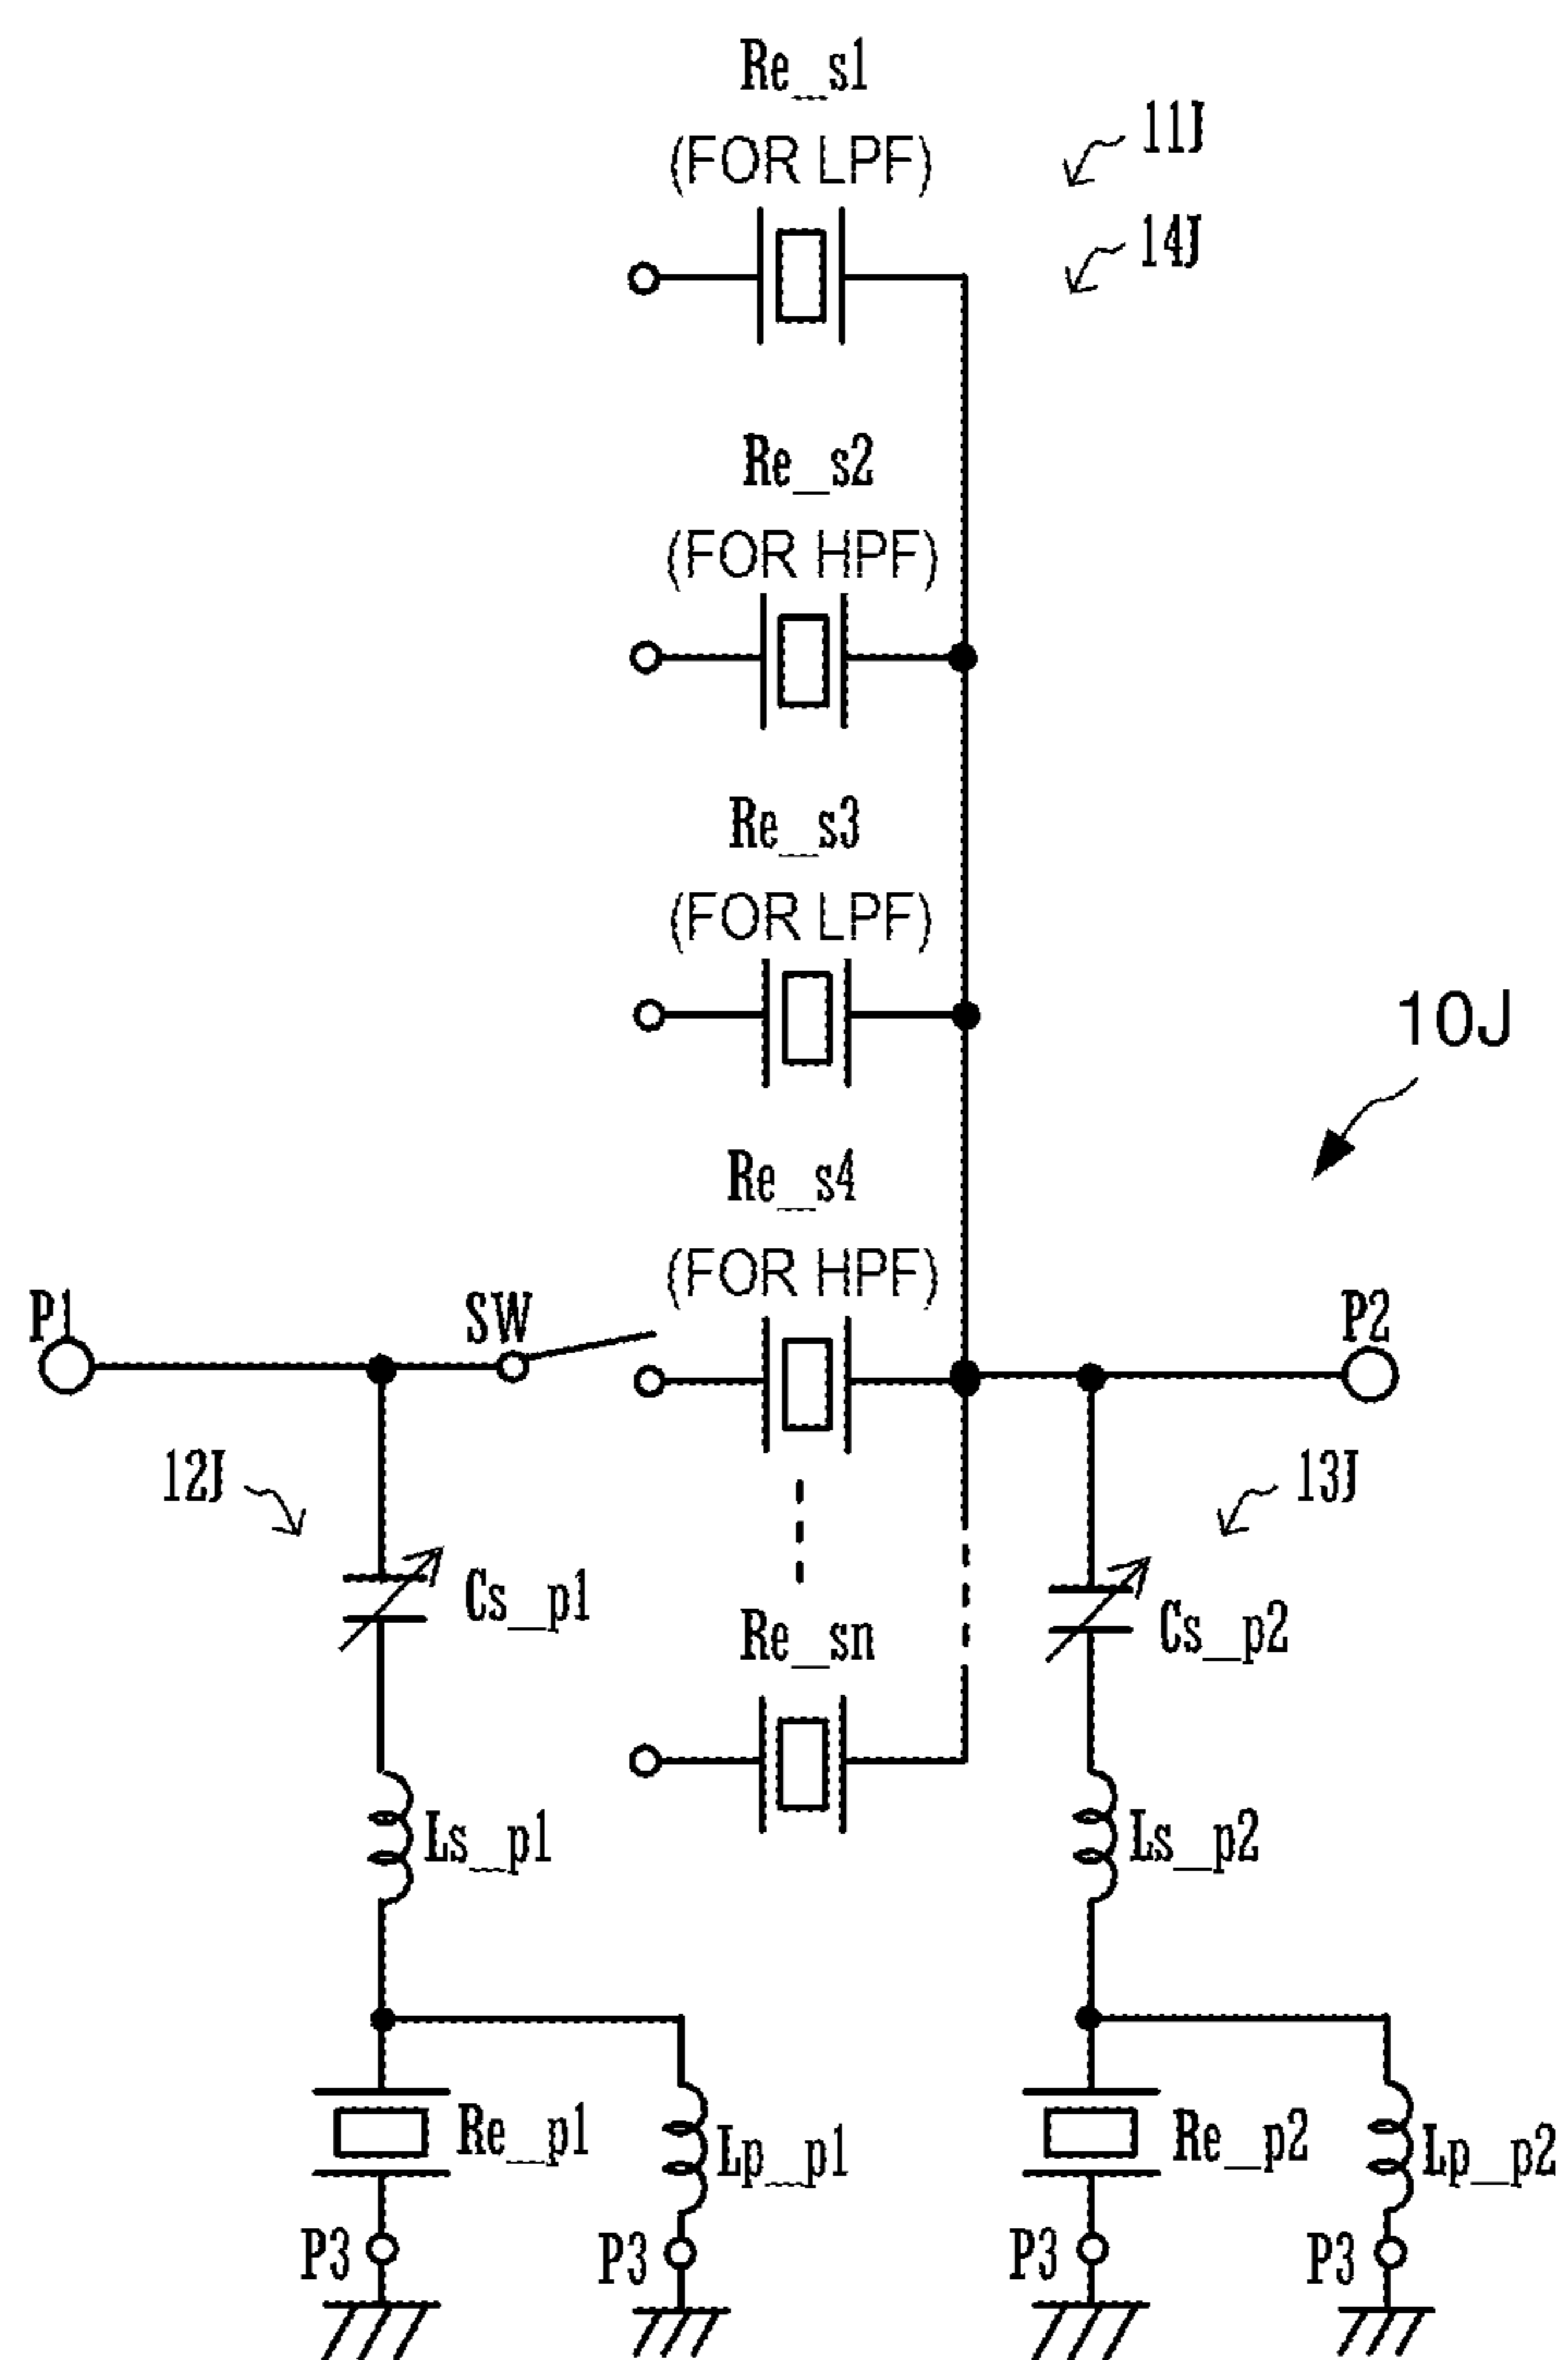 Re_s1
(FOR LPF)
11J
14J
Re_s2
(FOR HPF)
Re_s3
(FOR LPF)
10J
Re_s4
(FOR HPF)
P1
SW
P2
12J
13J
Cs_p1
Cs_p2
Re_sn
Ls_p1
Ls_p2
Re_p1
Lp_p1
Re_p2
Lp_p2
P3
P3
P3
P3